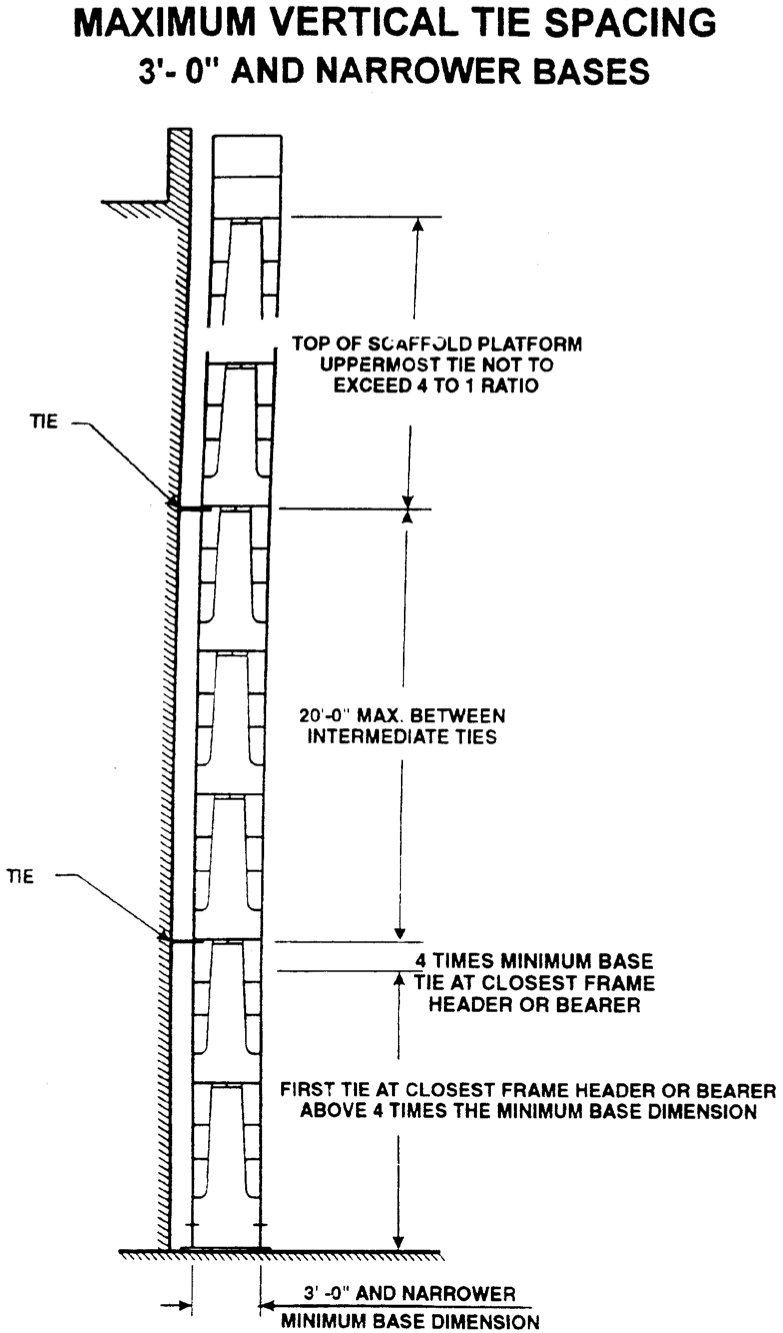 MAXIMUM VERTICAL TIE SPACING
3'- 0" AND NARROWER BASES
TOP OF SCAFFOLD PLATFORM
UPPERMOST TIE NOT TO
EXCEED 4 TO 1 RATIO
TIE
20'-0" MAX. BETWEEN
INTERMEDIATE TIES
TIE
4 TIMES MINIMUM BASE
TIE AT CLOSEST FRAME
HEADER OR BEARER
FIRST TIE AT CLOSEST FRAME HEADER OR BEARER
ABOVE 4 TIMES THE MINIMUM BASE DIMENSION
3' -0" AND NARROWER
MINIMUM BASE DIMENSION